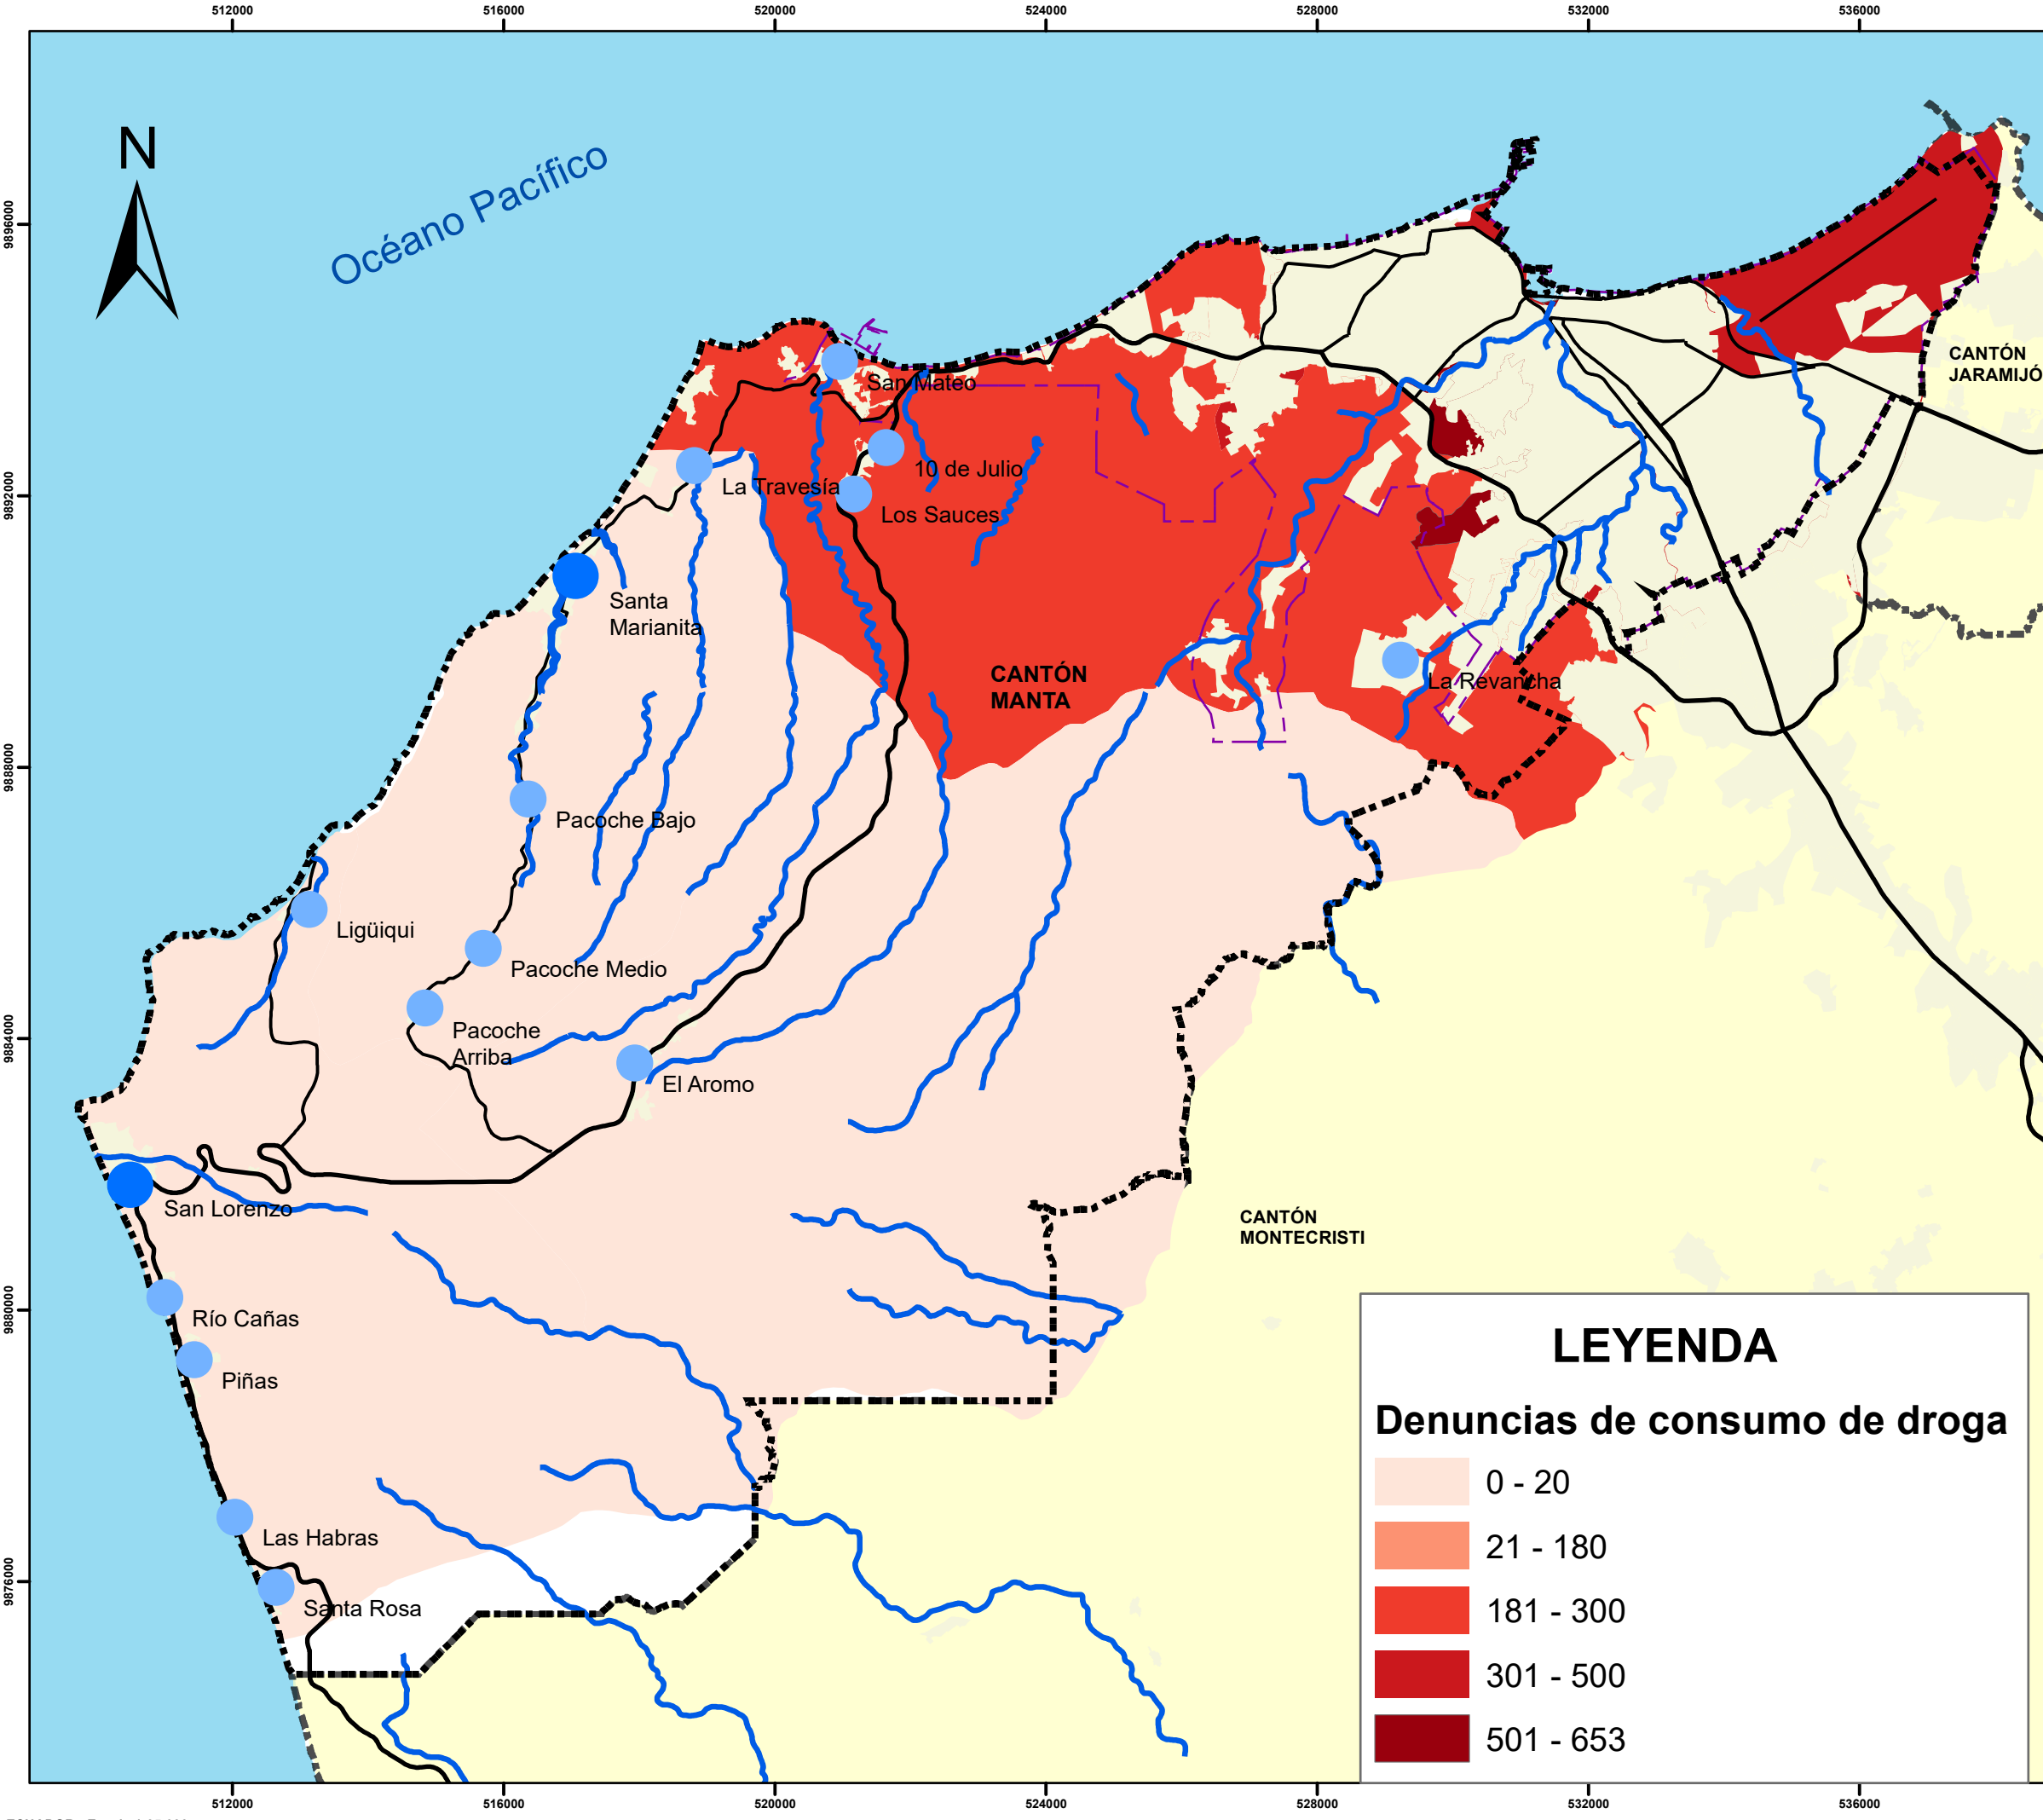 512000
516000
520000
524000
528000
532000
536000
N
Océano Pacífico
9896000
9892000
9888000
9884000
9880000
9876000
CANTÓN
JARAMIJÓ
San Mateo
10 de Julio
La Travesía
Los Sauces
Santa
Marianita
CANTÓN
MANTA
La Revancha
Pacoche Bajo
Ligüiqui
Pacoche Medio
Pacoche
Arriba
El Aromo
San Lorenzo
CANTÓN
MONTECRISTI
Río Cañas
Piñas
Las Habras
Santa Rosa
LEYENDA
Denuncias de consumo de droga
0 - 20
21 - 180
181 - 300
301 - 500
501 - 653
512000
516000
520000
524000
528000
532000
536000